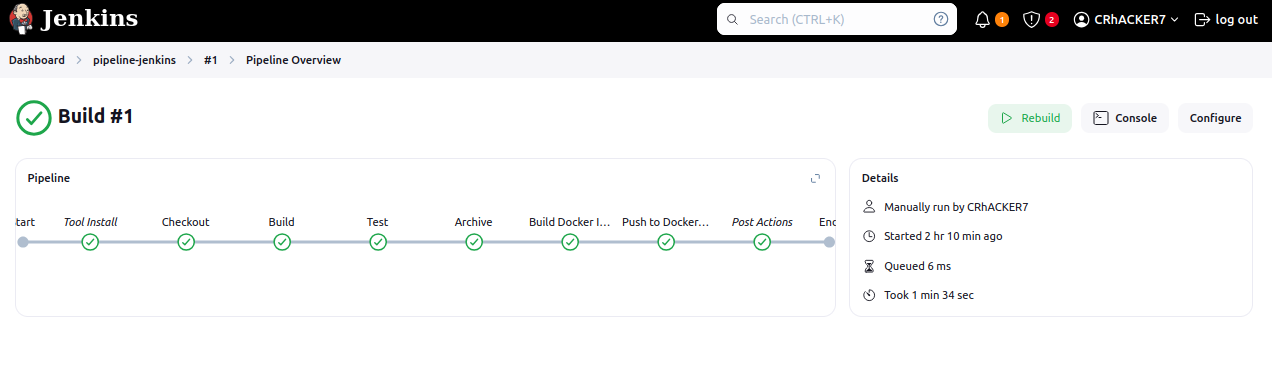 Jenkins
Search (CTRL+K)
1
2
CRhACKER7
log out
Dashboard
pipeline-jenkins
#1
Pipeline Overview
Build #1
Rebuild
Console
Configure
Pipeline
tart
Tool Install
Checkout
Build
Test
Archive
Build Docker I...
Push to Docker...
Post Actions
Enc
Details
Manually run by CRhACKER7
Started 2 hr 10 min ago
Queued 6 ms
Took 1 min 34 sec